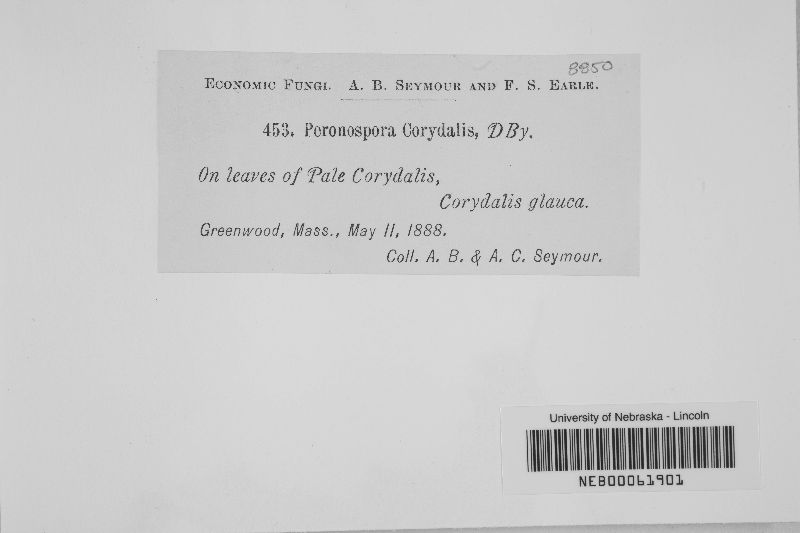 8850
Economic Fungi. A. B. Seymour and F. S. Earle.
453. Peronospora Corydalis, DBy.
On leaves of Pale Corydalis,
Corydalis glauca.
Greenwood, Mass., May 11, 1888.
Coll. A. B. & A. C. Seymour.
University of Nebraska - Lincoln
NEB00061901